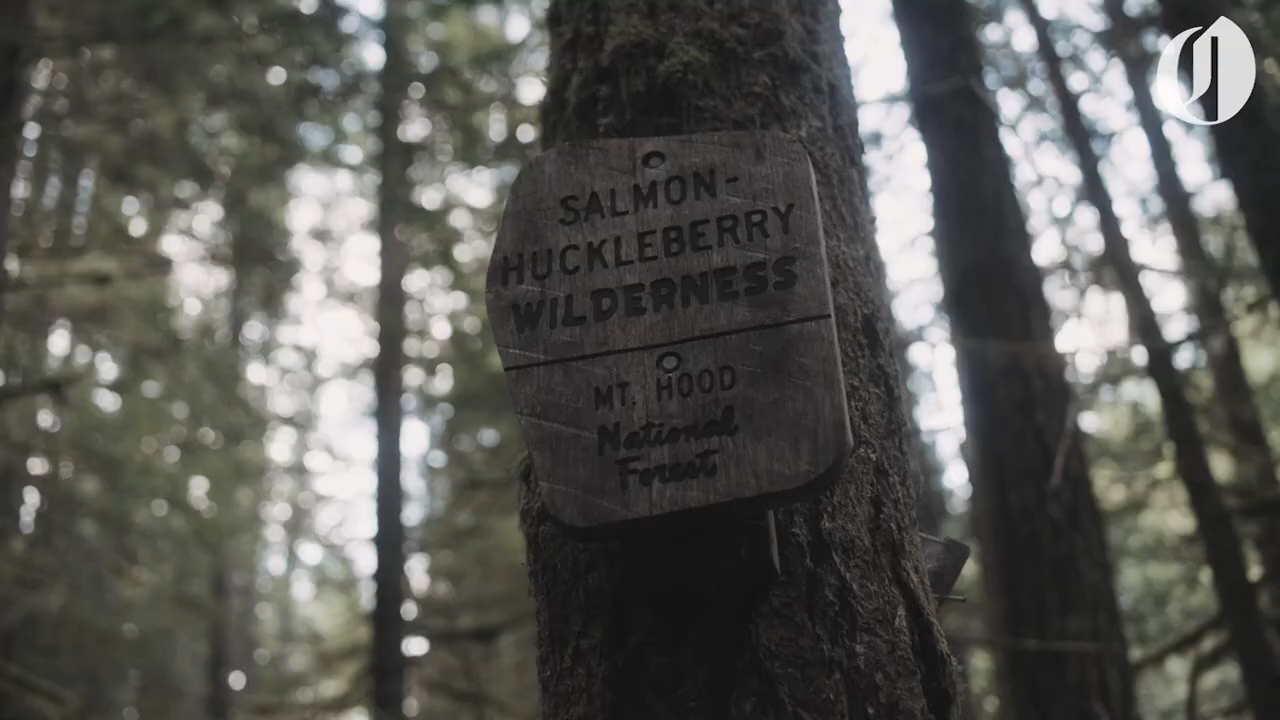 SALMON-
HUCKLEBERRY
WILDERNESS
MT. HOOD
National
Forest